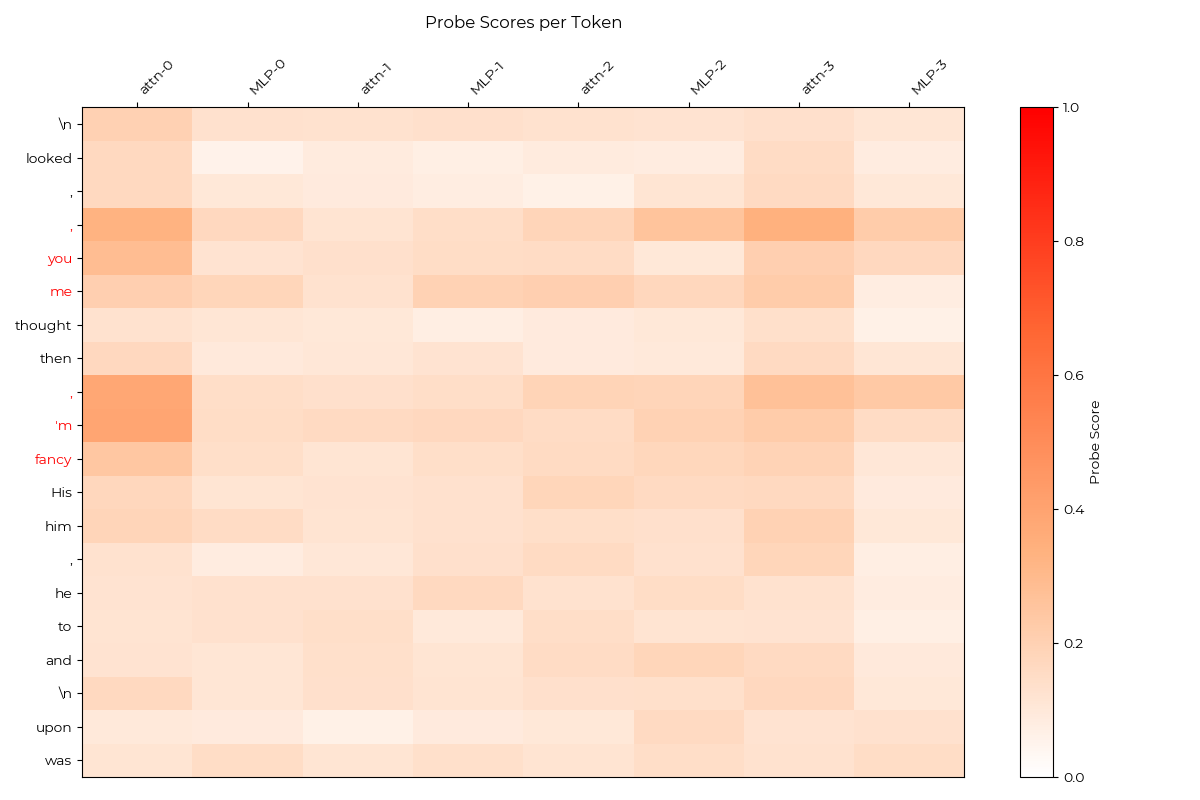 Probe Scores per Token
attn-0 MLP-0 attn-1 MLP-1 attn-2 MLP-2 attn-3 MLP-3
\n
looked
,
,
you
me
thought
then
,
'm
fancy
His
him
,
he
to
and
\n
upon
was
1.0
0.8
0.6
0.4
0.2
0.0
Probe Score